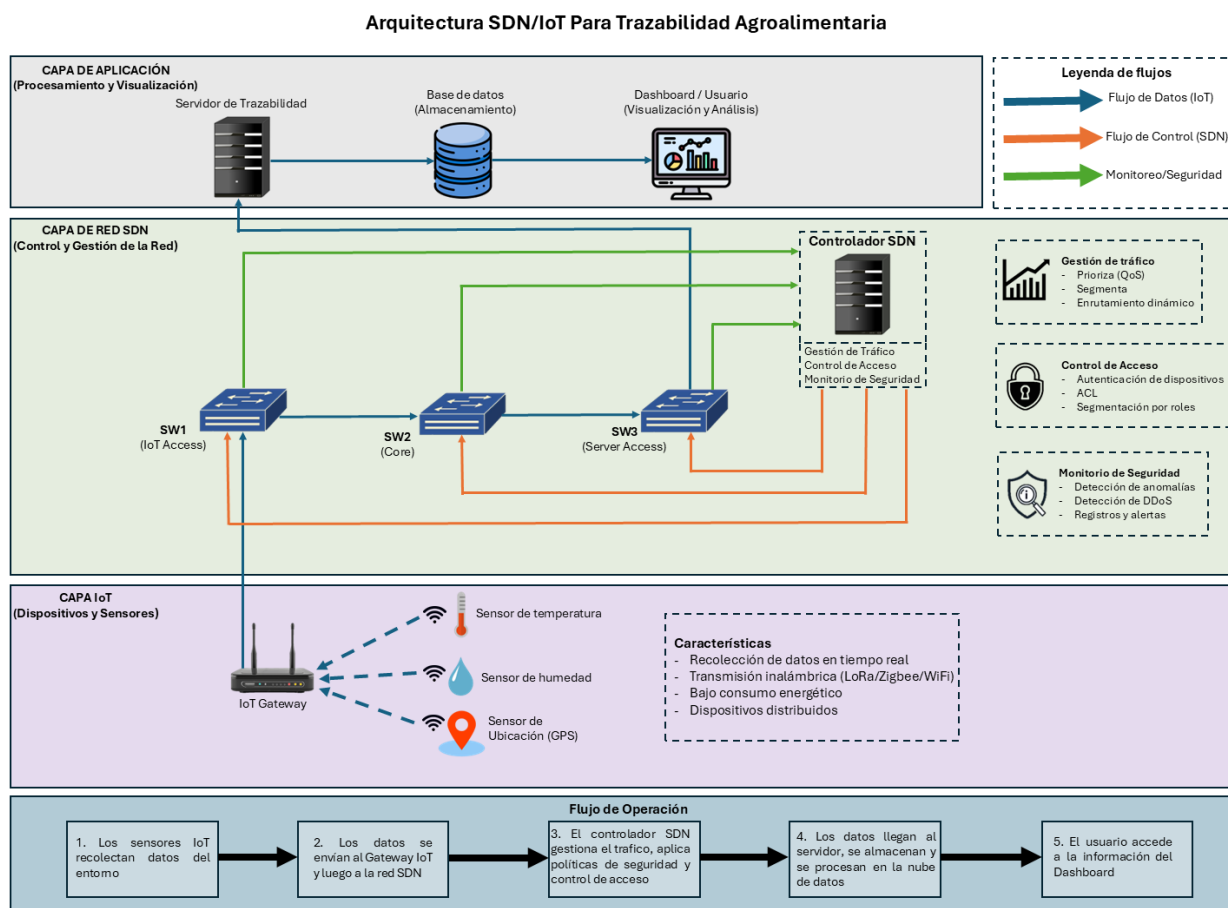 Arquitectura SDN/IoT Para Trazabilidad Agroalimentaria
CAPA DE APLICACIÓN
(Procesamiento y Visualización)
Servidor de Trazabilidad
Base de datos
(Almacenamiento)
Dashboard / Usuario
(Visualización y Análisis)
Leyenda de flujos
Flujo de Datos (IoT)
Flujo de Control (SDN)
Monitoreo/Seguridad
CAPA DE RED SDN
(Control y Gestión de la Red)
Controlador SDN
Gestión de Tráfico
Control de Acceso
Monitorio de Seguridad
SW1
(IoT Access)
SW2
(Core)
SW3
(Server Access)
Gestión de tráfico
- Prioriza (QoS)
- Segmenta
- Enrutamiento dinámico
Control de Acceso
- Autenticación de dispositivos
- ACL
- Segmentación por roles
Monitorio de Seguridad
- Detección de anomalías
- Detección de DDoS
- Registros y alertas
CAPA IoT
(Dispositivos y Sensores)
IoT Gateway
Sensor de temperatura
Sensor de humedad
Sensor de
Ubicación (GPS)
Características
- Recolección de datos en tiempo real
- Transmisión inalámbrica (LoRa/Zigbee/WiFi)
- Bajo consumo energético
- Dispositivos distribuidos
Flujo de Operación
1. Los sensores IoT
recolectan datos del
entorno
2. Los datos se
envían al Gateway IoT
y luego a la red SDN
3. El controlador SDN
gestiona el trafico, aplica
políticas de seguridad y
control de acceso
4. Los datos llegan al
servidor, se almacenan y
se procesan en la nube
de datos
5. El usuario accede
a la información del
Dashboard